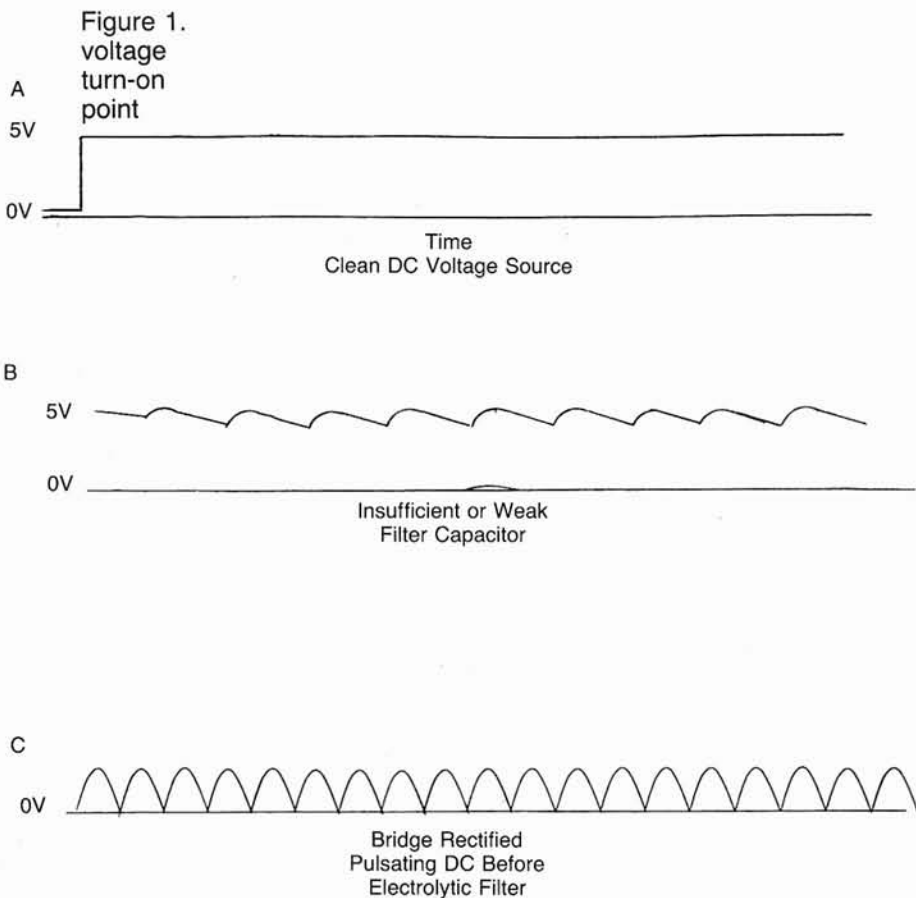 Figure 1.
voltage
turn-on
point
A
5V
0V
Time
Clean DC Voltage Source
B
5V
0V
Insufficient or Weak
Filter Capacitor
C
0V
Bridge Rectified
Pulsating DC Before
Electrolytic Filter